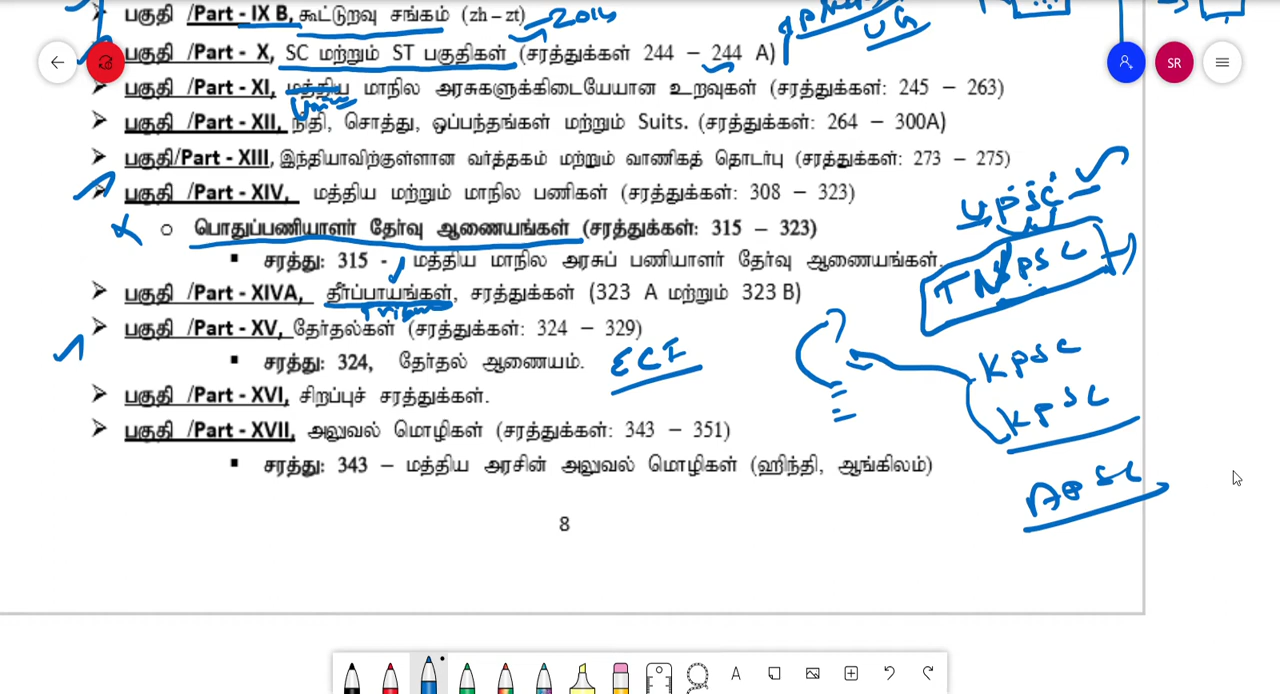 ➤ பகுதி /Part - IX B, கூட்டுறவு சங்கம் (zh – zt)
UG
➤ பகுதி /Part - X, SC மற்றும் ST பகுதிகள் (சரத்துக்கள் 244 – 244 A)
SR
➤ பகுதி /Part - XI, மத்திய மாநில அரசுகளுக்கிடையேயான உறவுகள் (சரத்துக்கள்: 245 – 263)
➤ பகுதி /Part - XII, நிதி, சொத்து, ஒப்பந்தங்கள் மற்றும் Suits. (சரத்துக்கள்: 264 – 300A)
➤ பகுதி/Part - XIII, இந்தியாவிற்குள்ளான வர்த்தகம் மற்றும் வாணிகத் தொடர்பு (சரத்துக்கள்: 273 – 275)
➤ பகுதி /Part - XIV, மத்திய மற்றும் மாநில பணிகள் (சரத்துக்கள்: 308 – 323)
UPSC
○ பொதுப்பணியாளர் தேர்வு ஆணையங்கள் (சரத்துக்கள்: 315 – 323)
▪ சரத்து: 315 - மத்திய மாநில அரசுப் பணியாளர் தேர்வு ஆணையங்கள்.
TNPSC
➤ பகுதி /Part - XIVA, தீர்ப்பாயங்கள், சரத்துக்கள் (323 A மற்றும் 323 B)
➤ பகுதி /Part - XV, தேர்தல்கள் (சரத்துக்கள்: 324 – 329)
▪ சரத்து: 324, தேர்தல் ஆணையம்.
ECI
KPSC
➤ பகுதி /Part - XVI, சிறப்புச் சரத்துக்கள்.
KPSC
➤ பகுதி /Part - XVII, அலுவல் மொழிகள் (சரத்துக்கள்: 343 – 351)
▪ சரத்து: 343 – மத்திய அரசின் அலுவல் மொழிகள் (ஹிந்தி, ஆங்கிலம்)
8